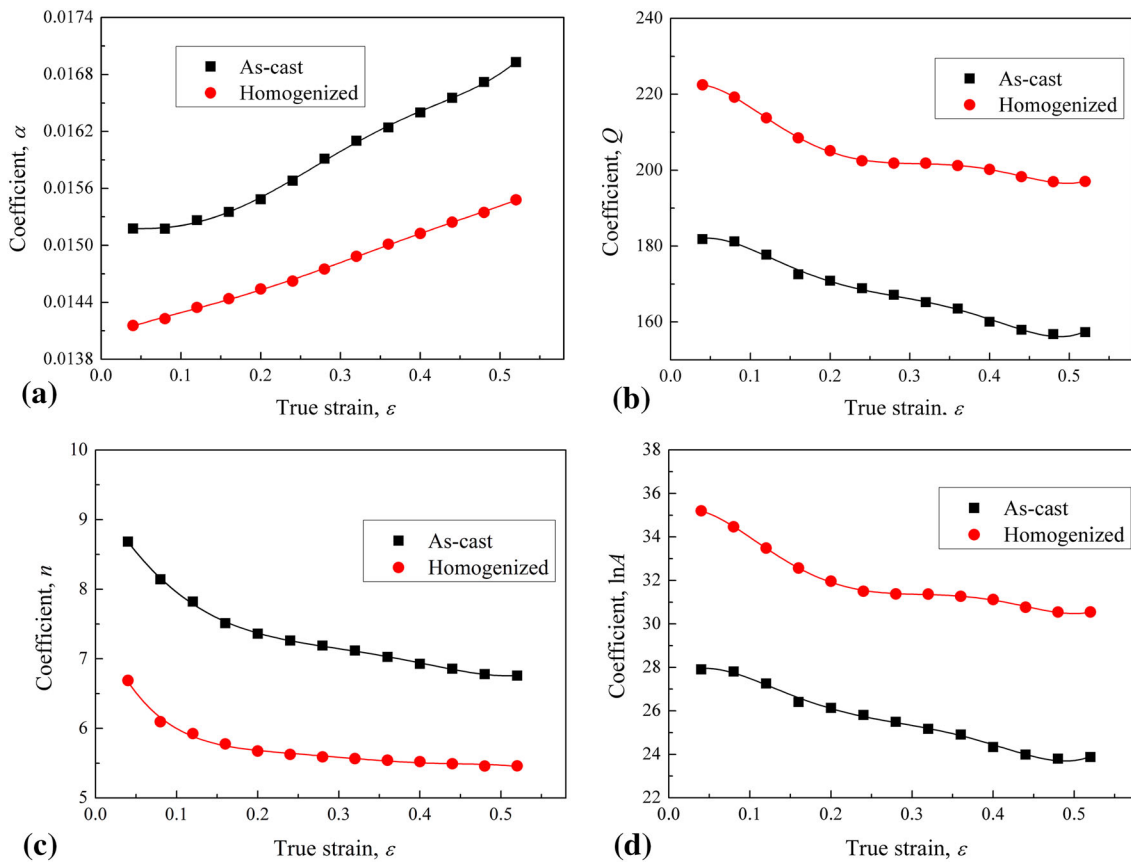 0.0174
0.0168
0.0162
0.0156
0.0150
0.0144
0.0138
Coefficient, α
As-cast
Homogenized
0.0 0.1 0.2 0.3 0.4 0.5
True strain, ε
(a)
240
220
200
180
160
Coefficient, Q
As-cast
Homogenized
0.0 0.1 0.2 0.3 0.4 0.5
True strain, ε
(b)
10
9
8
7
6
5
Coefficient, n
As-cast
Homogenized
0.0 0.1 0.2 0.3 0.4 0.5
True strain, ε
(c)
38
36
34
32
30
28
26
24
22
Coefficient, lnA
As-cast
Homogenized
0.0 0.1 0.2 0.3 0.4 0.5
True strain, ε
(d)